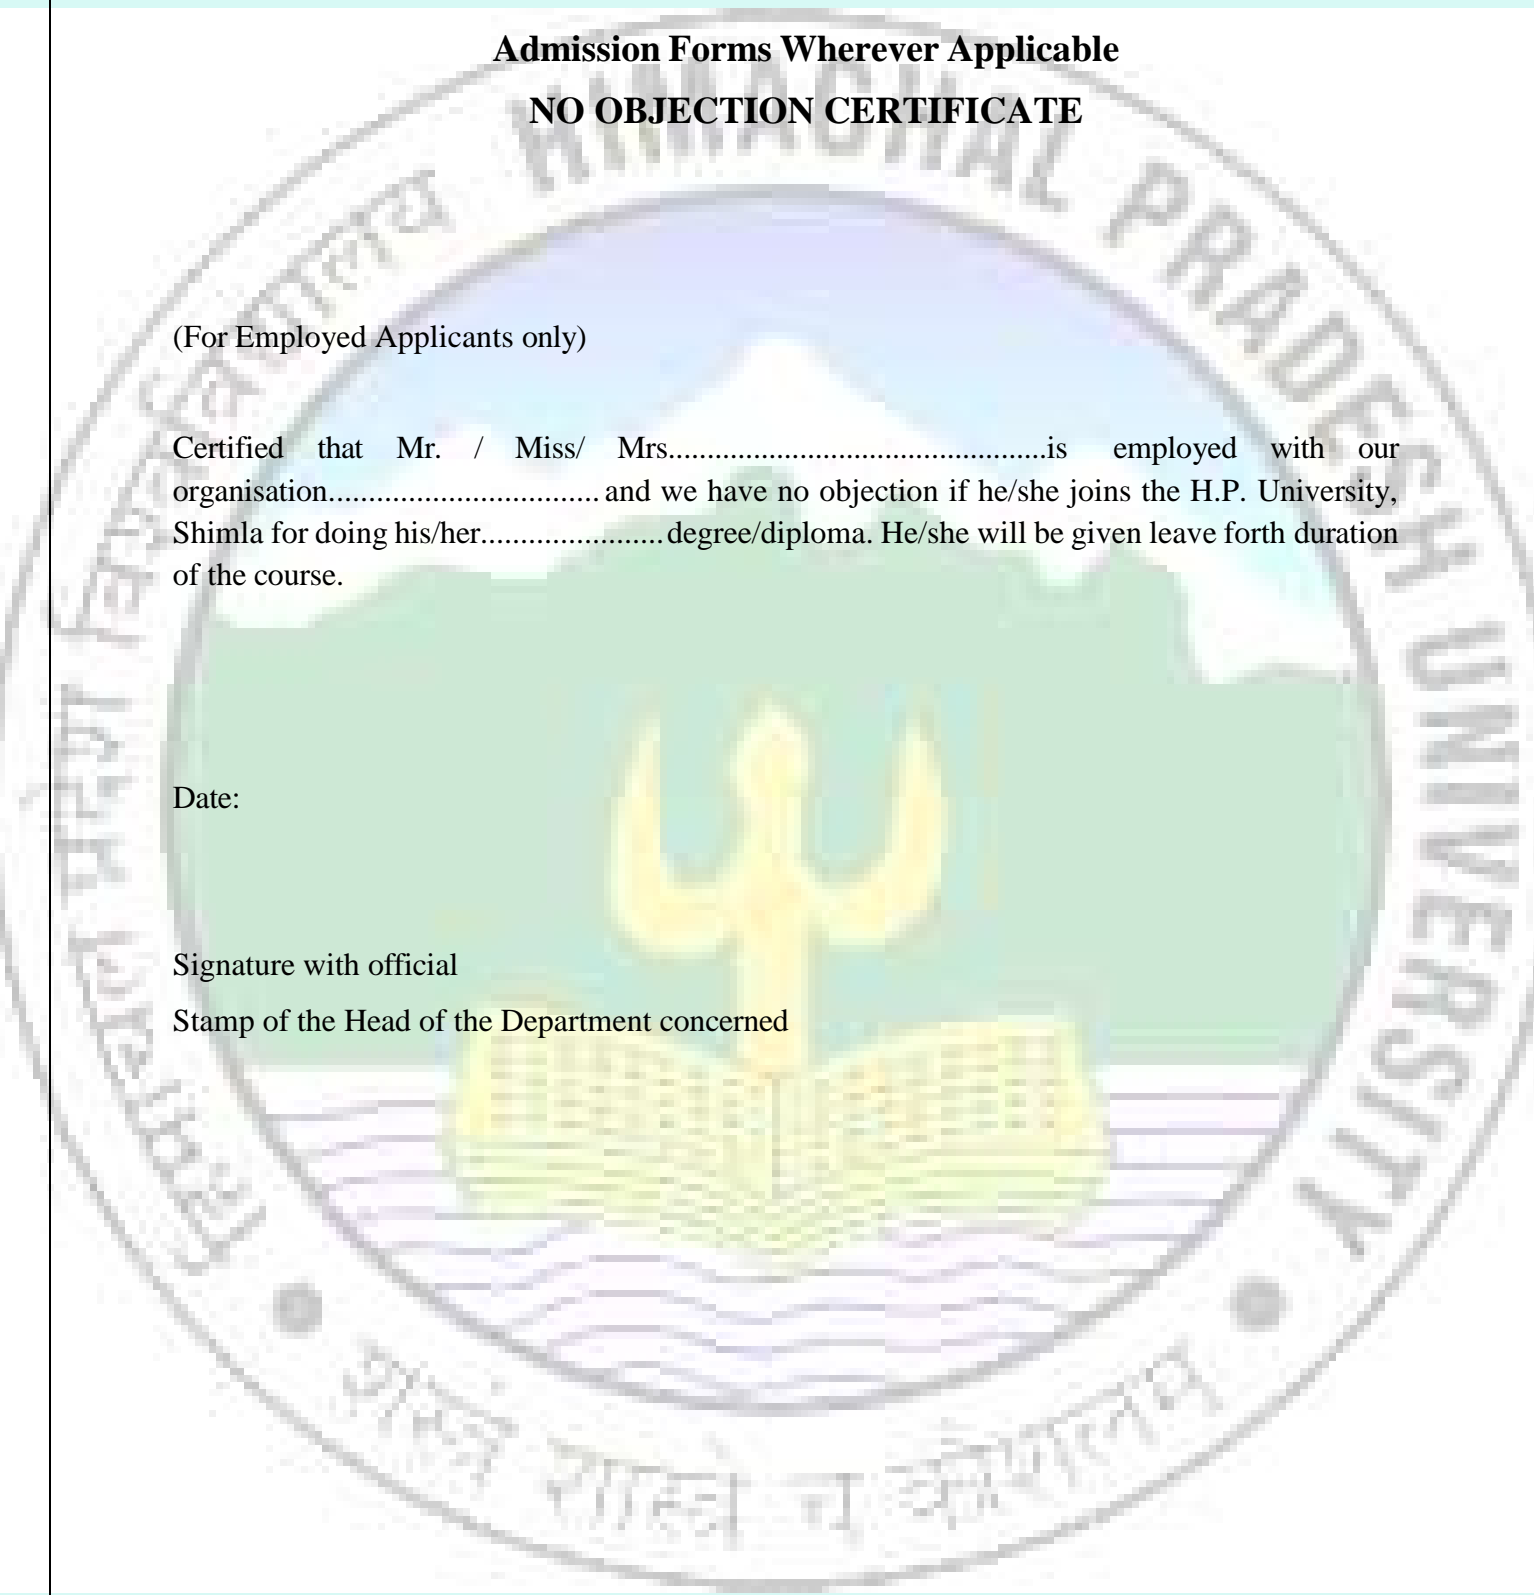 Admission Forms Wherever Applicable
NO OBJECTION CERTIFICATE
HIMACHAL PRADESH UNIVERSITY
(For Employed Applicants only)
Certified that Mr. / Miss/ Mrs................................................is employed with our
organisation.................................. and we have no objection if he/she joins the H.P. University,
Shimla for doing his/her.......................degree/diploma. He/she will be given leave forth duration
of the course.
Date:
Signature with official
Stamp of the Head of the Department concerned